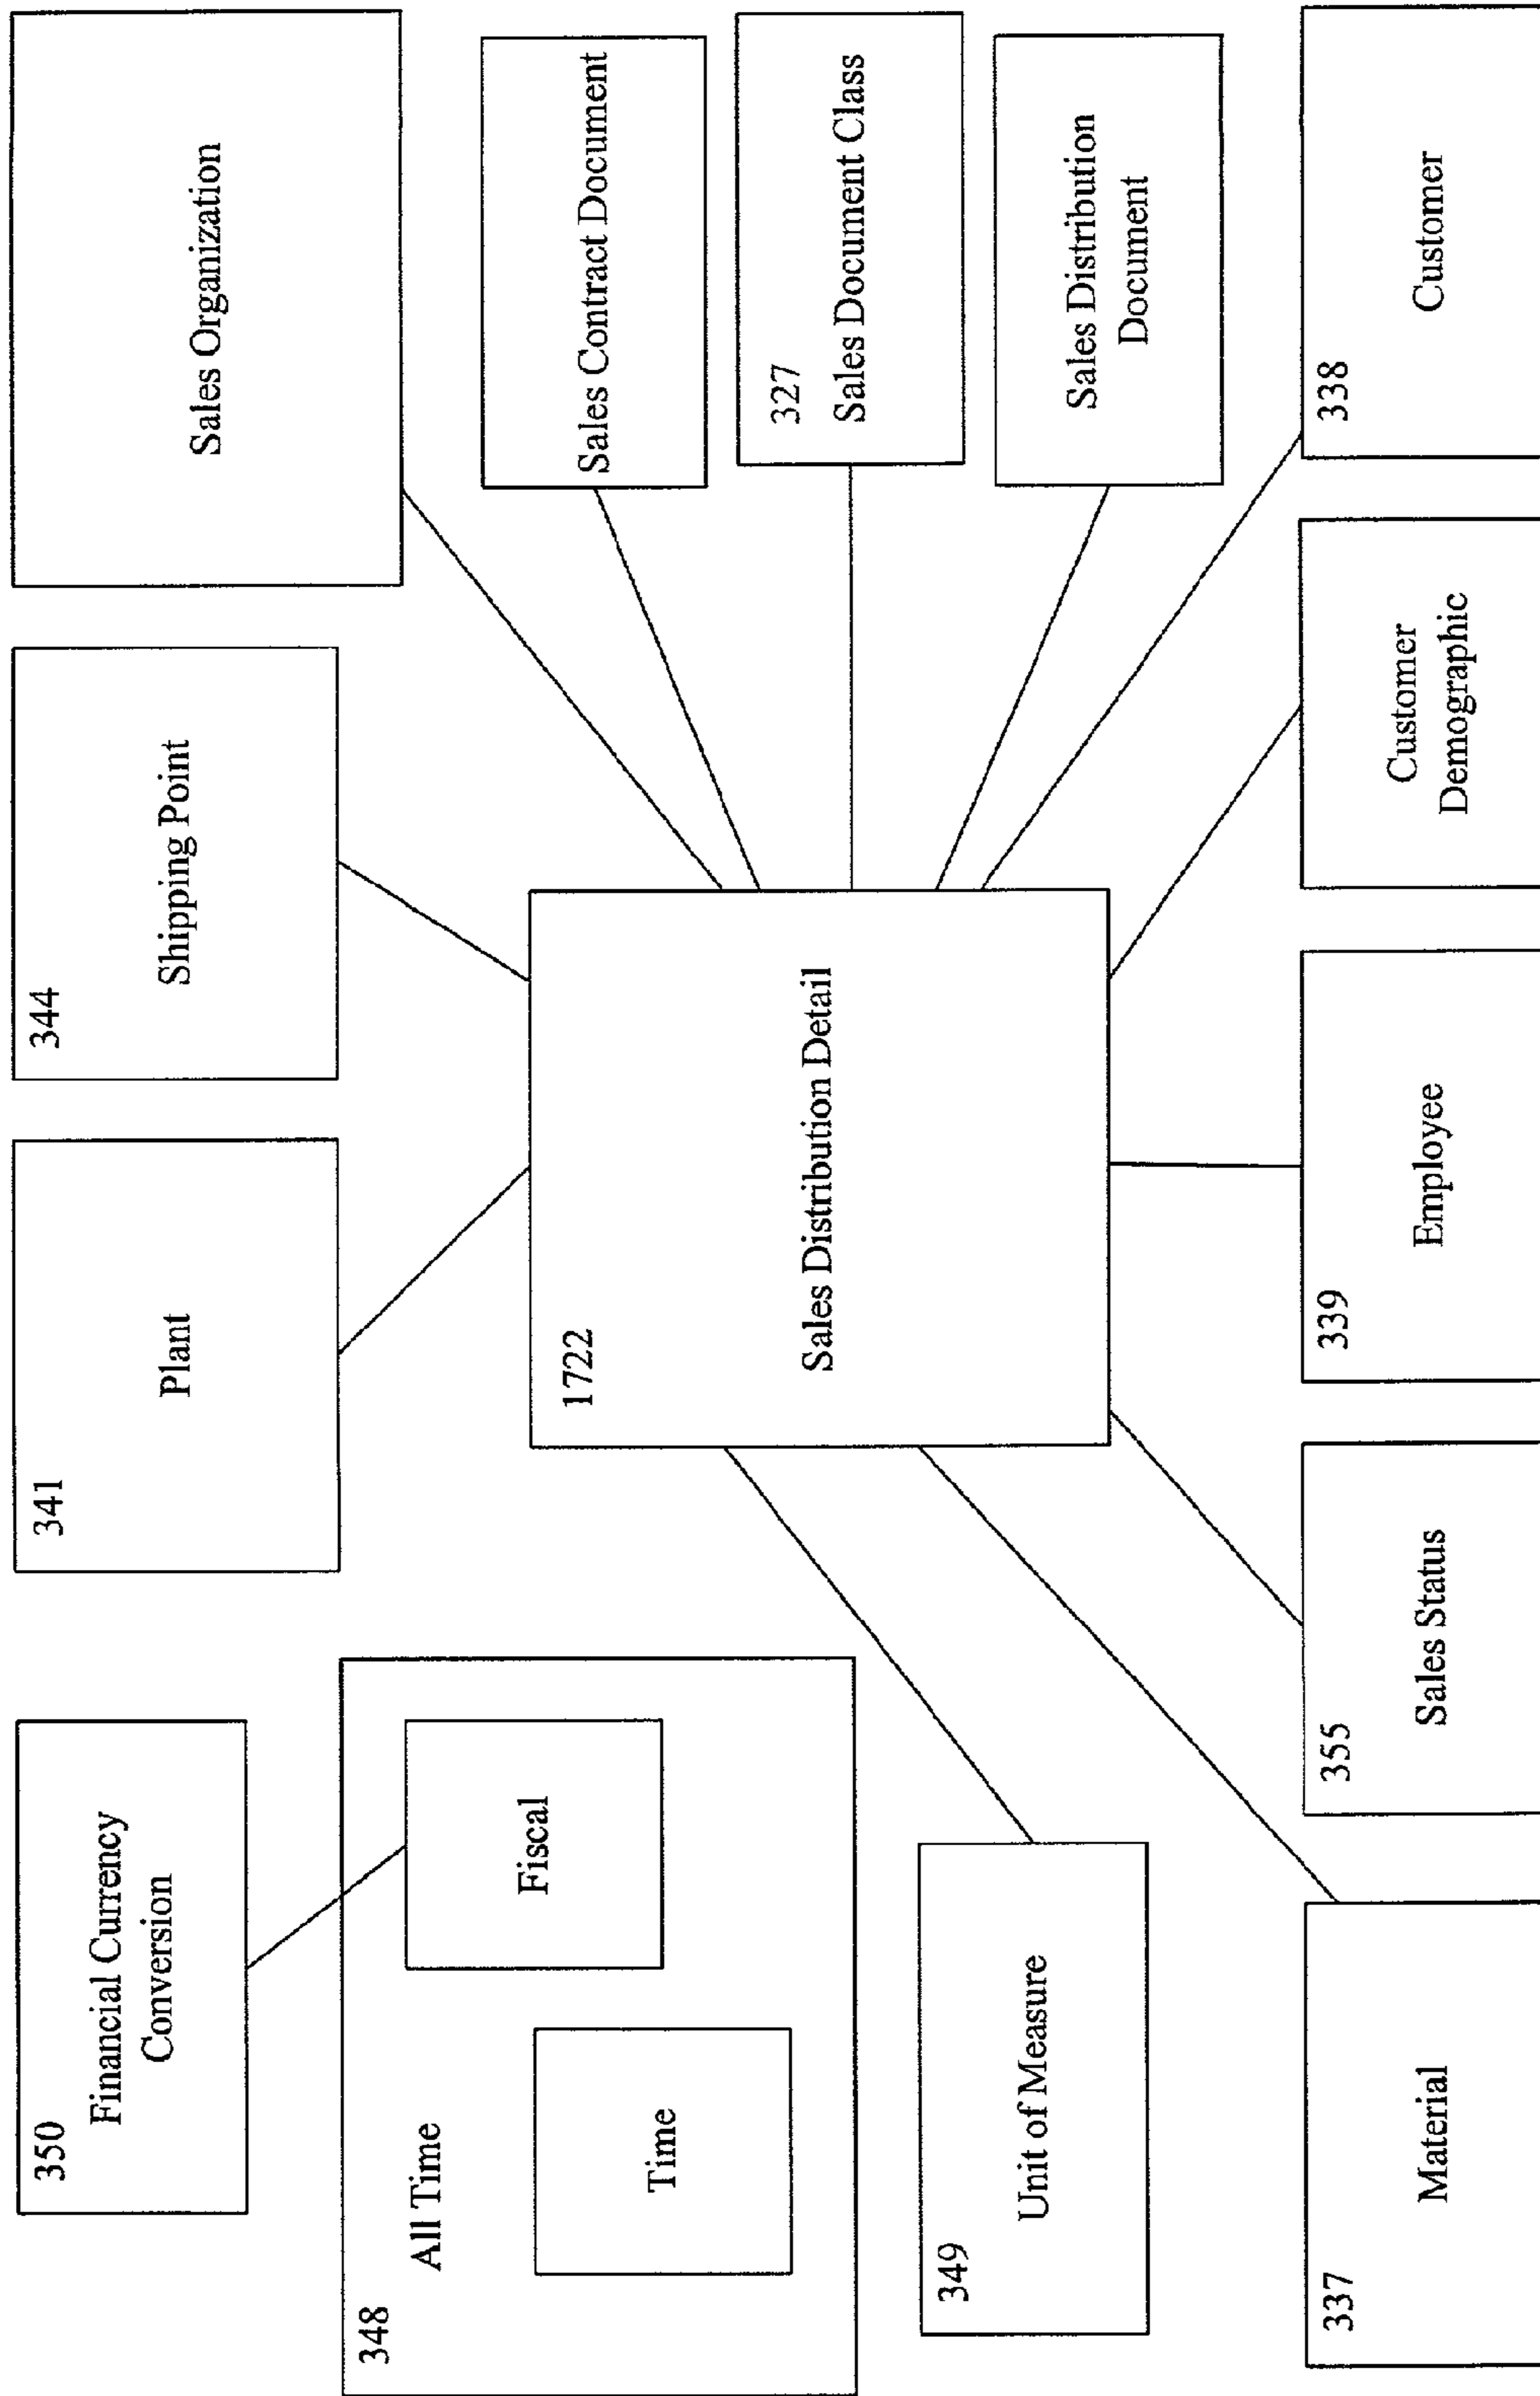 350
Financial Currency
Conversion
341
Plant
344
Shipping Point
Sales Organization
348
All Time
Fiscal
Time
1722
Sales Distribution Detail
Sales Contract Document
327
Sales Document Class
Sales Distribution
Document
349
Unit of Measure
337
Material
355
Sales Status
339
Employee
Customer
Demographic
338
Customer